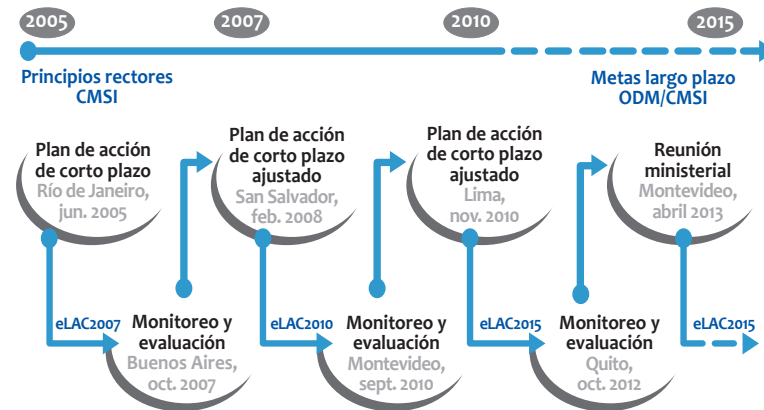 2005
2007
2010
2015
Principios rectores
CMSI
Metas largo plazo
ODM/CMSI
Plan de acción
de corto plazo
Río de Janeiro,
jun. 2005
Plan de acción
de corto plazo
ajustado
San Salvador,
feb. 2008
Plan de acción
de corto plazo
ajustado
Lima,
nov. 2010
Reunión
ministerial
Montevideo,
abril 2013
eLAC2007
Monitoreo y
evaluación
Buenos Aires,
oct. 2007
eLAC2010
Monitoreo y
evaluación
Montevideo,
sept. 2010
eLAC2015
Monitoreo y
evaluación
Quito,
oct. 2012
eLAC2015